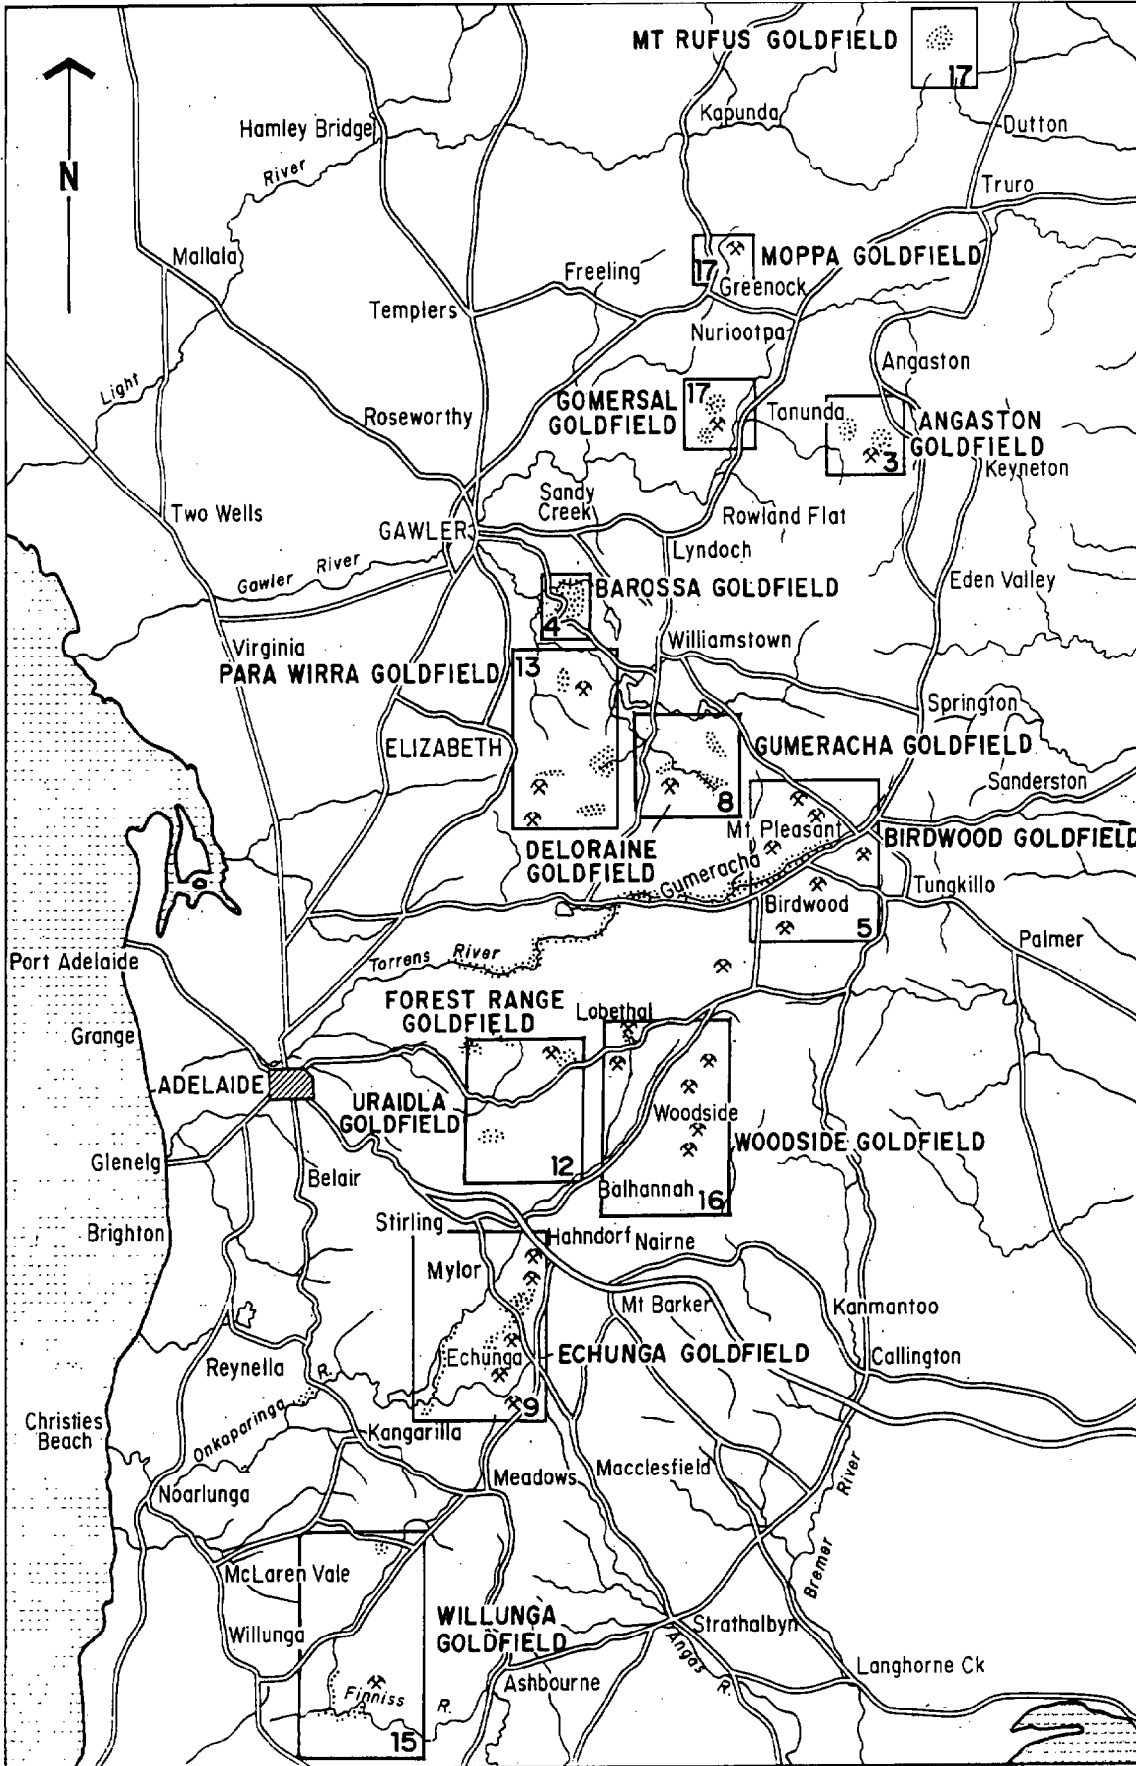 MT RUFUS GOLDFIELD
17
Kapunda
Hamley Bridge
Dutton
River
N
Truro
Mallala
MOPPA GOLDFIELD
17
Freeling
Greenock
Templers
Nuriootpa
Angaston
Light
17
GOMERSAL
GOLDFIELD
Tanunda
ANGASTON
GOLDFIELD
3
Roseworthy
Keyneton
Sandy
Creek
Two Wells
Rowland Flat
GAWLER
Lyndoch
Gawler River
Eden Valley
BAROSSA GOLDFIELD
4
Virginia
Williamstown
PARA WIRRA GOLDFIELD
13
Springton
ELIZABETH
GUMERACHA GOLDFIELD
Sanderston
8
Mt Pleasant
BIRDWOOD GOLDFIELD
DELORAINE
GOLDFIELD
Gumeracha
Tungkillo
Birdwood
5
Palmer
Port Adelaide
Torrens River
FOREST RANGE
GOLDFIELD
Lobethal
Grange
ADELAIDE
URAIDLA
GOLDFIELD
Woodside
WOODSIDE GOLDFIELD
Glenelg
12
Belair
Balhannah
16
Stirling
Brighton
Hahndorf
Nairne
Mylor
Mt Barker
Kanmantoo
Echunga
ECHUNGA GOLDFIELD
Callington
Reynella
9
Onkaparinga R.
Christies
Beach
Kangarilla
Meadows
Macclesfield
Noarlunga
Bremer River
McLaren Vale
WILLUNGA
GOLDFIELD
Willunga
Strathalbyn
Angas R.
Ashbourne
Langhorne Ck
Finniss R.
15